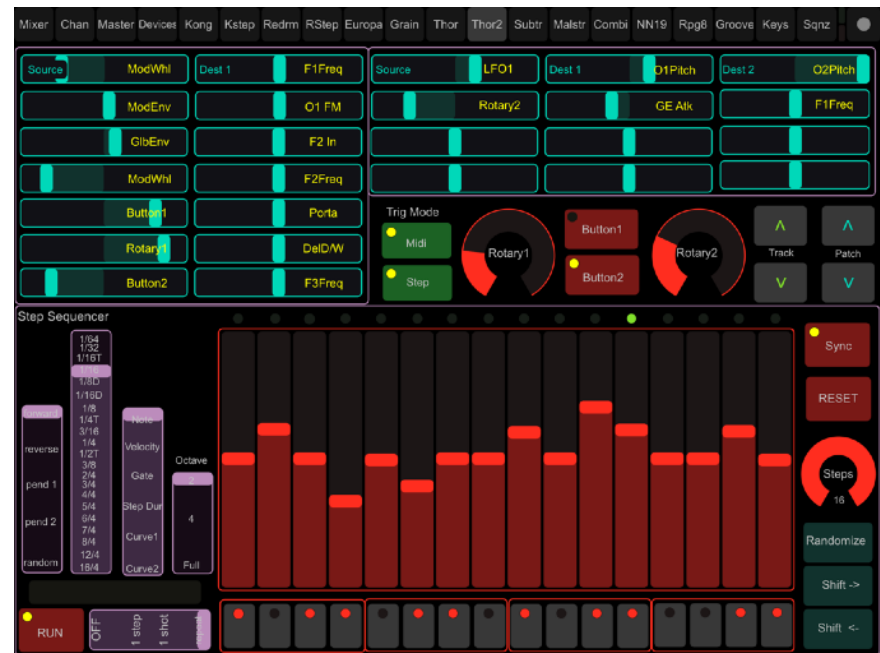 Mixer Chan Master Devices Kong Kstep Redrm RStep Europa Grain Thor Thor2 Subtr Malstr Combi NN19 Rpg8 Groove Keys Sqnz
Source ModWhl Dest 1 F1Freq Source LFO1 Dest 1 O1Pitch Dest 2 O2Pitch
ModEnv O1 FM Rotary2 GE Atk F1Freq
GlbEnv F2 In
ModWhl F2Freq
Button1 Porta
Rotary1 DelD/W
Button2 F3Freq
Trig Mode
Midi
Step
Rotary1
Button1
Button2
Rotary2
Λ
Track
V
Λ
Patch
V
Step Sequencer
forward
reverse
pend 1
pend 2
random
1/64
1/32
1/16T
1/16
1/8D
1/16D
1/8
1/4T
3/16
1/4
1/2T
3/8
2/4
3/4
4/4
5/4
6/4
7/4
8/4
12/4
16/4
Note
Velocity
Gate
Step Dur
Curve1
Curve2
Octave
2
4
Full
RUN
OFF
1 step
1 shot
repeat
Sync
RESET
Steps
16
Randomize
Shift ->
Shift <-